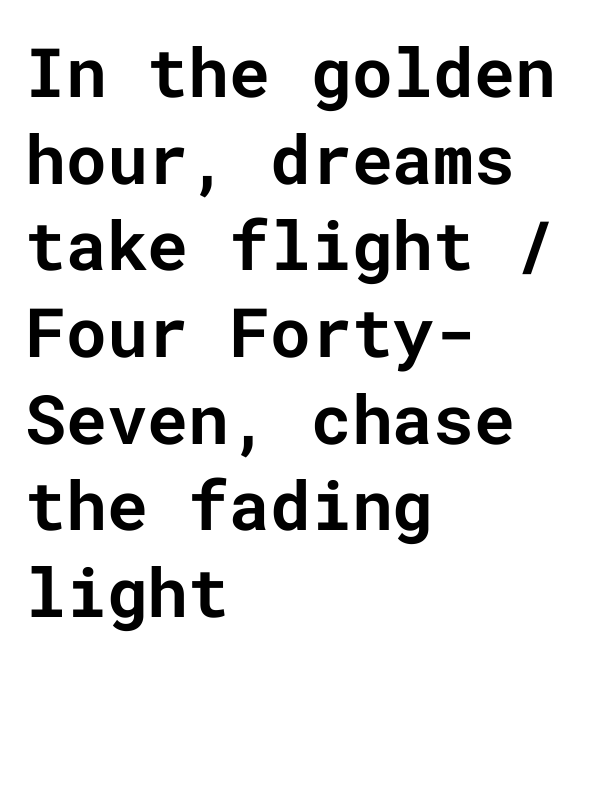 In the golden
hour, dreams
take flight /
Four Forty-
Seven, chase
the fading
light